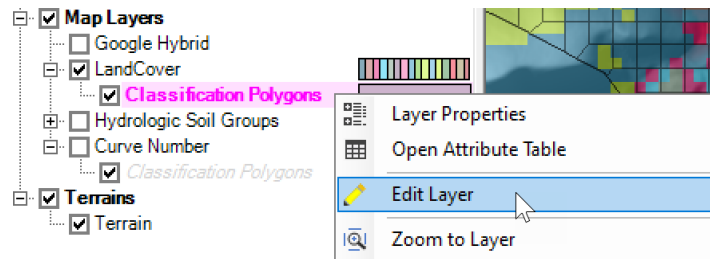 Map Layers
Google Hybrid
LandCover
Classification Polygons
Hydrologic Soil Groups
Curve Number
Classification Polygons
Terrains
Terrain
Layer Properties
Open Attribute Table
Edit Layer
Zoom to Layer